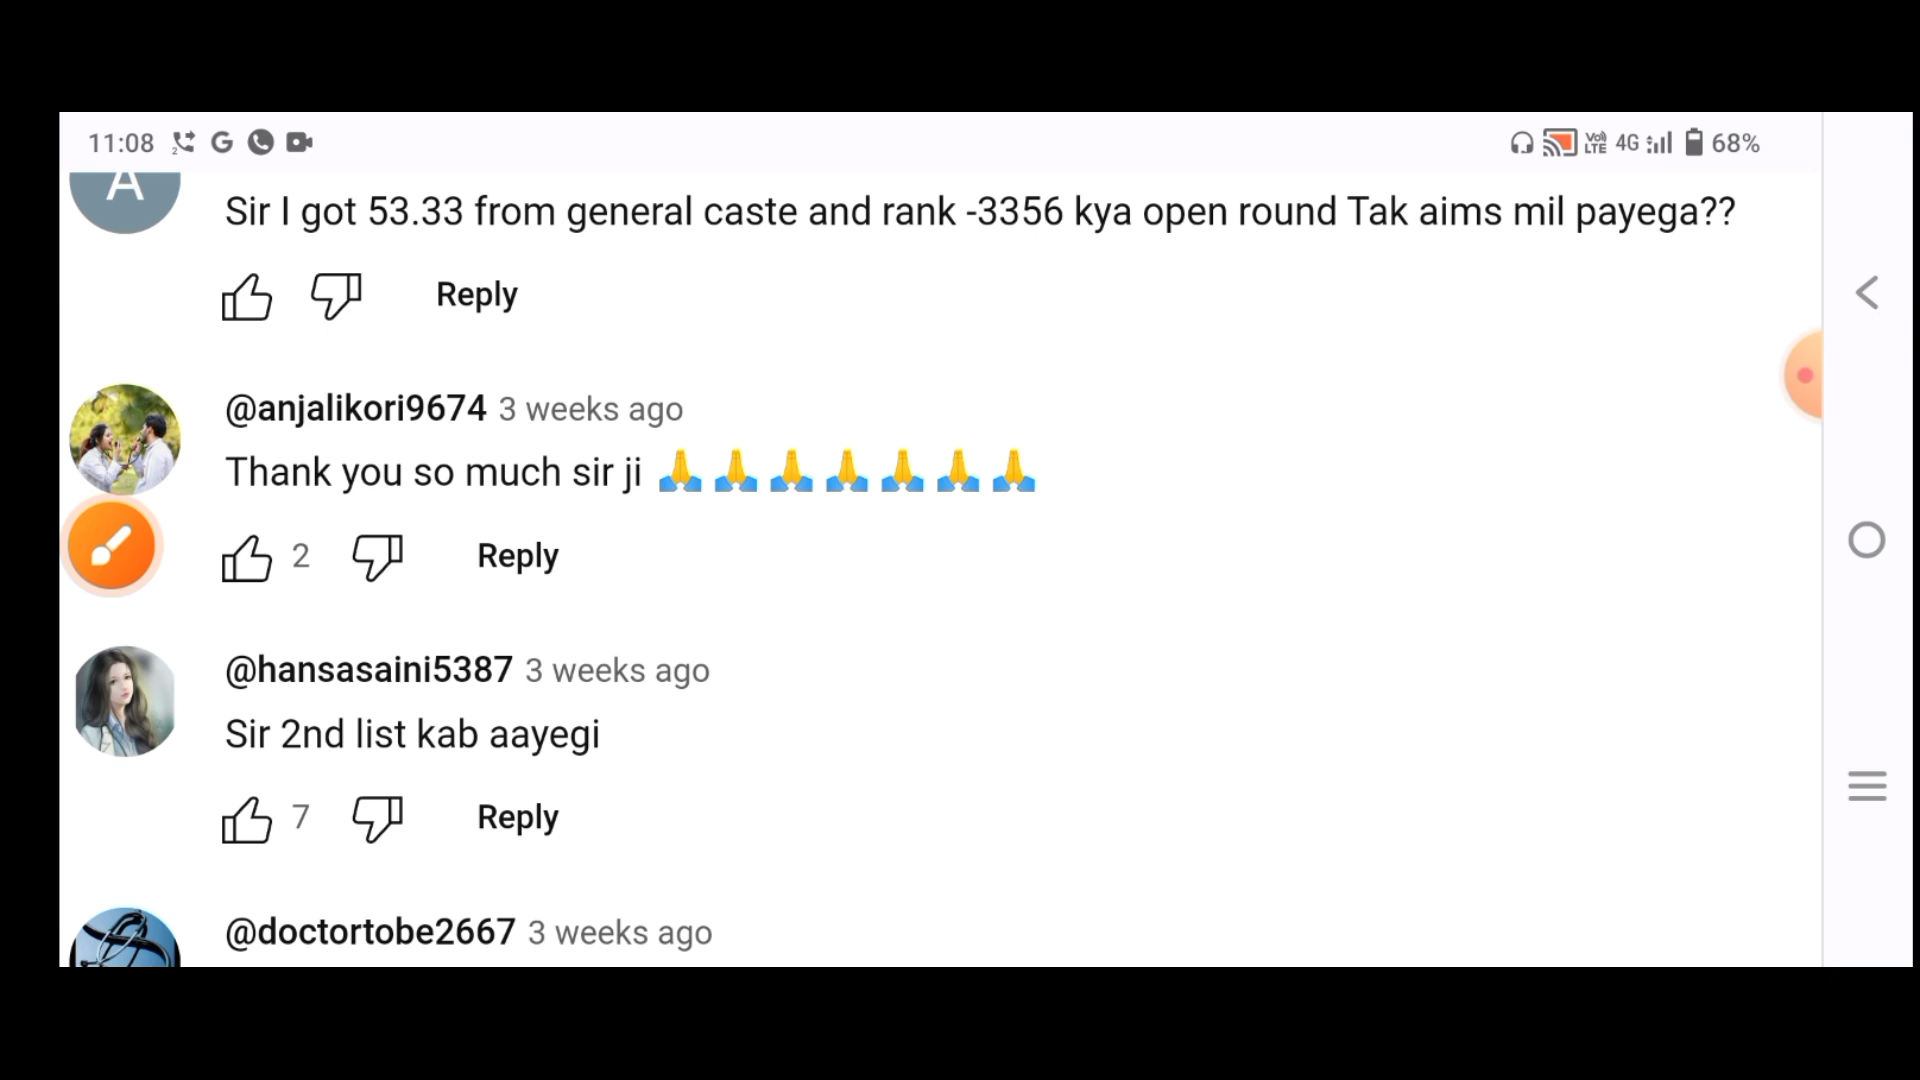 11:08 VoLTE 4G 68%
A
Sir I got 53.33 from general caste and rank -3356 kya open round Tak aims mil payega??
Reply
@anjalikori9674 3 weeks ago
Thank you so much sir ji 🙏🙏🙏🙏🙏🙏🙏
2 Reply
@hansasaini5387 3 weeks ago
Sir 2nd list kab aayegi
7 Reply
@doctortobe2667 3 weeks ago